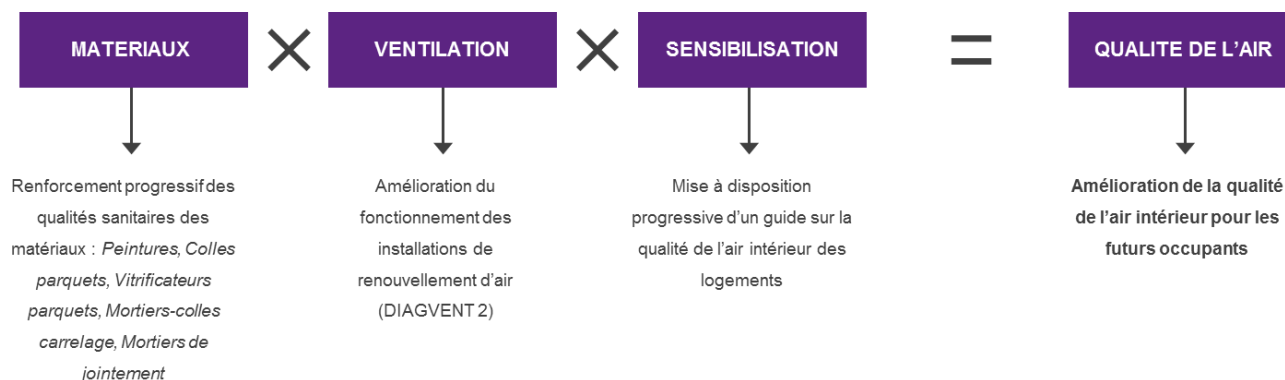 MATERIAUX
VENTILATION
SENSIBILISATION
QUALITE DE L'AIR
Renforcement progressif des
qualités sanitaires des
matériaux : Peintures, Colles
parquets, Vitrificateurs
parquets, Mortiers-colles
carrelage, Mortiers de
jointement
Amélioration du
fonctionnement des
installations de
renouvellement d'air
(DIAGVENT 2)
Mise à disposition
progressive d'un guide sur la
qualité de l'air intérieur des
logements
Amélioration de la qualité
de l'air intérieur pour les
futurs occupants